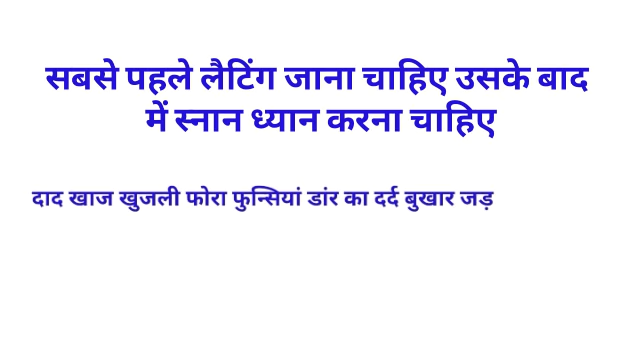 सबसे पहले लैटिंग जाना चाहिए उसके बाद
में स्नान ध्यान करना चाहिए
दाद खाज खुजली फोरा फुन्सियां डांर का दर्द बुखार जड़